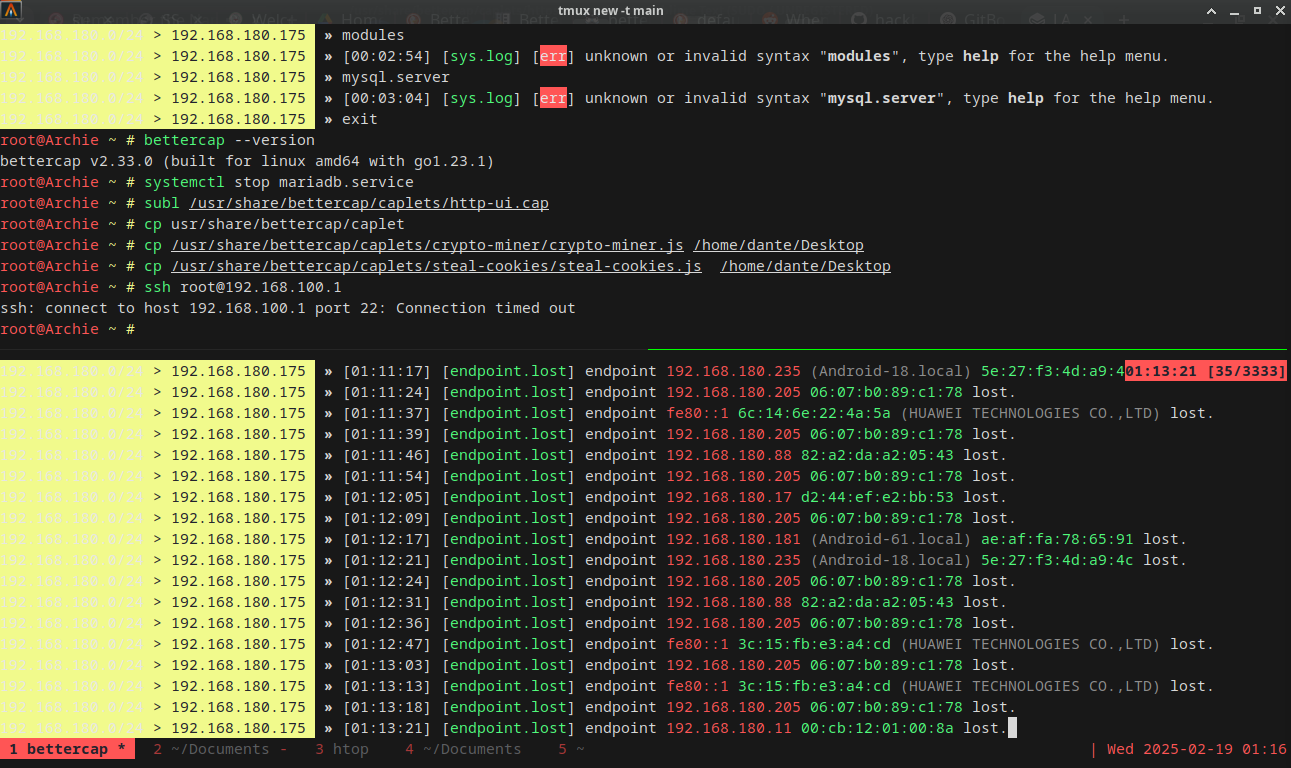 tmux new -t main
192.168.180.0/24 > 192.168.180.175 » modules
192.168.180.0/24 > 192.168.180.175 » [00:02:54] [sys.log] [err] unknown or invalid syntax "modules", type help for the help menu.
192.168.180.0/24 > 192.168.180.175 » mysql.server
192.168.180.0/24 > 192.168.180.175 » [00:03:04] [sys.log] [err] unknown or invalid syntax "mysql.server", type help for the help menu.
192.168.180.0/24 > 192.168.180.175 » exit
root@Archie ~ # bettercap --version
bettercap v2.33.0 (built for linux amd64 with go1.23.1)
root@Archie ~ # systemctl stop mariadb.service
root@Archie ~ # subl /usr/share/bettercap/caplets/http-ui.cap
root@Archie ~ # cp usr/share/bettercap/caplet
root@Archie ~ # cp /usr/share/bettercap/caplets/crypto-miner/crypto-miner.js /home/dante/Desktop
root@Archie ~ # cp /usr/share/bettercap/caplets/steal-cookies/steal-cookies.js  /home/dante/Desktop
root@Archie ~ # ssh root@192.168.100.1
ssh: connect to host 192.168.100.1 port 22: Connection timed out
root@Archie ~ #
192.168.180.0/24 > 192.168.180.175 » [01:11:17] [endpoint.lost] endpoint 192.168.180.235 (Android-18.local) 5e:27:f3:4d:a9:4 01:13:21 [35/3333]
192.168.180.0/24 > 192.168.180.175 » [01:11:24] [endpoint.lost] endpoint 192.168.180.205 06:07:b0:89:c1:78 lost.
192.168.180.0/24 > 192.168.180.175 » [01:11:37] [endpoint.lost] endpoint fe80::1 6c:14:6e:22:4a:5a (HUAWEI TECHNOLOGIES CO.,LTD) lost.
192.168.180.0/24 > 192.168.180.175 » [01:11:39] [endpoint.lost] endpoint 192.168.180.205 06:07:b0:89:c1:78 lost.
192.168.180.0/24 > 192.168.180.175 » [01:11:46] [endpoint.lost] endpoint 192.168.180.88 82:a2:da:a2:05:43 lost.
192.168.180.0/24 > 192.168.180.175 » [01:11:54] [endpoint.lost] endpoint 192.168.180.205 06:07:b0:89:c1:78 lost.
192.168.180.0/24 > 192.168.180.175 » [01:12:05] [endpoint.lost] endpoint 192.168.180.17 d2:44:ef:e2:bb:53 lost.
192.168.180.0/24 > 192.168.180.175 » [01:12:09] [endpoint.lost] endpoint 192.168.180.205 06:07:b0:89:c1:78 lost.
192.168.180.0/24 > 192.168.180.175 » [01:12:17] [endpoint.lost] endpoint 192.168.180.181 (Android-61.local) ae:af:fa:78:65:91 lost.
192.168.180.0/24 > 192.168.180.175 » [01:12:21] [endpoint.lost] endpoint 192.168.180.235 (Android-18.local) 5e:27:f3:4d:a9:4c lost.
192.168.180.0/24 > 192.168.180.175 » [01:12:24] [endpoint.lost] endpoint 192.168.180.205 06:07:b0:89:c1:78 lost.
192.168.180.0/24 > 192.168.180.175 » [01:12:31] [endpoint.lost] endpoint 192.168.180.88 82:a2:da:a2:05:43 lost.
192.168.180.0/24 > 192.168.180.175 » [01:12:36] [endpoint.lost] endpoint 192.168.180.205 06:07:b0:89:c1:78 lost.
192.168.180.0/24 > 192.168.180.175 » [01:12:47] [endpoint.lost] endpoint fe80::1 3c:15:fb:e3:a4:cd (HUAWEI TECHNOLOGIES CO.,LTD) lost.
192.168.180.0/24 > 192.168.180.175 » [01:13:03] [endpoint.lost] endpoint 192.168.180.205 06:07:b0:89:c1:78 lost.
192.168.180.0/24 > 192.168.180.175 » [01:13:13] [endpoint.lost] endpoint fe80::1 3c:15:fb:e3:a4:cd (HUAWEI TECHNOLOGIES CO.,LTD) lost.
192.168.180.0/24 > 192.168.180.175 » [01:13:18] [endpoint.lost] endpoint 192.168.180.205 06:07:b0:89:c1:78 lost.
192.168.180.0/24 > 192.168.180.175 » [01:13:21] [endpoint.lost] endpoint 192.168.180.11 00:cb:12:01:00:8a lost.
1 bettercap * 2 ~/Documents - 3 htop 4 ~/Documents 5 ~ | Wed 2025-02-19 01:16